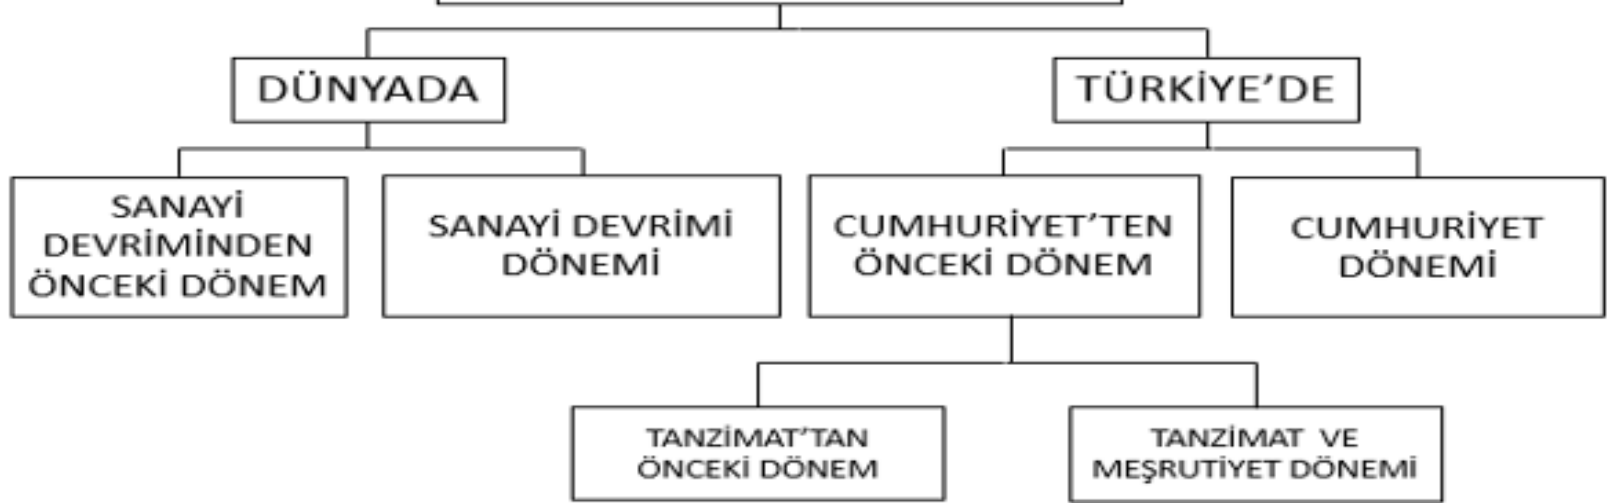 DÜNYADA
TÜRKİYE’DE
SANAYİ
DEVRİMİNDEN
ÖNCEKİ DÖNEM
SANAYİ DEVRİMİ
DÖNEMİ
CUMHURİYET’TEN
ÖNCEKİ DÖNEM
CUMHURİYET
DÖNEMİ
TANZİMAT’TAN
ÖNCEKİ DÖNEM
TANZİMAT VE
MEŞRUTİYET DÖNEMİ